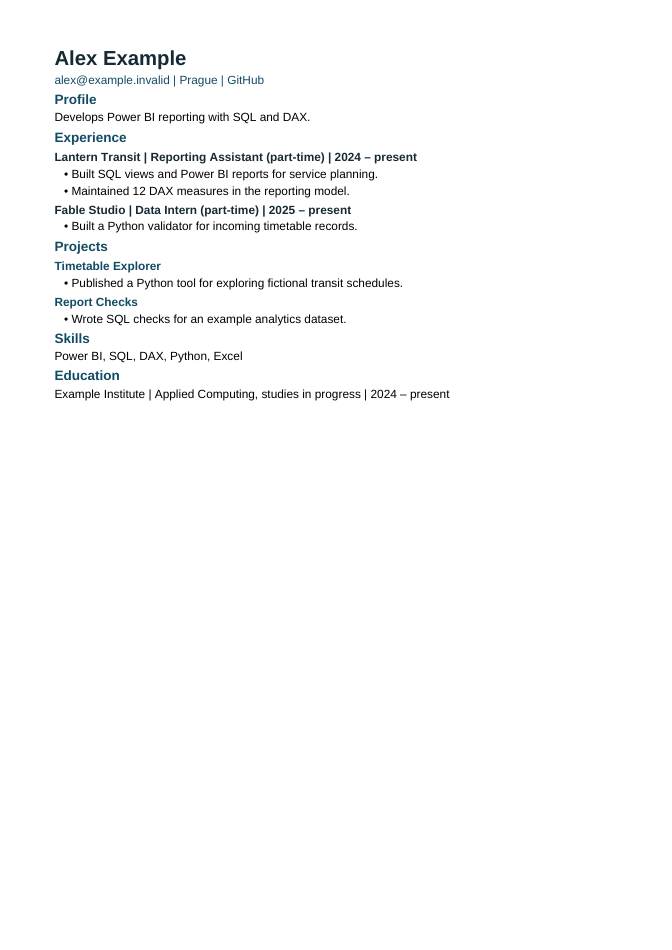 Alex Example
alex@example.invalid | Prague | GitHub
Profile
Develops Power BI reporting with SQL and DAX.
Experience
Lantern Transit | Reporting Assistant (part-time) | 2024 – present
• Built SQL views and Power BI reports for service planning.
• Maintained 12 DAX measures in the reporting model.
Fable Studio | Data Intern (part-time) | 2025 – present
• Built a Python validator for incoming timetable records.
Projects
Timetable Explorer
• Published a Python tool for exploring fictional transit schedules.
Report Checks
• Wrote SQL checks for an example analytics dataset.
Skills
Power BI, SQL, DAX, Python, Excel
Education
Example Institute | Applied Computing, studies in progress | 2024 – present